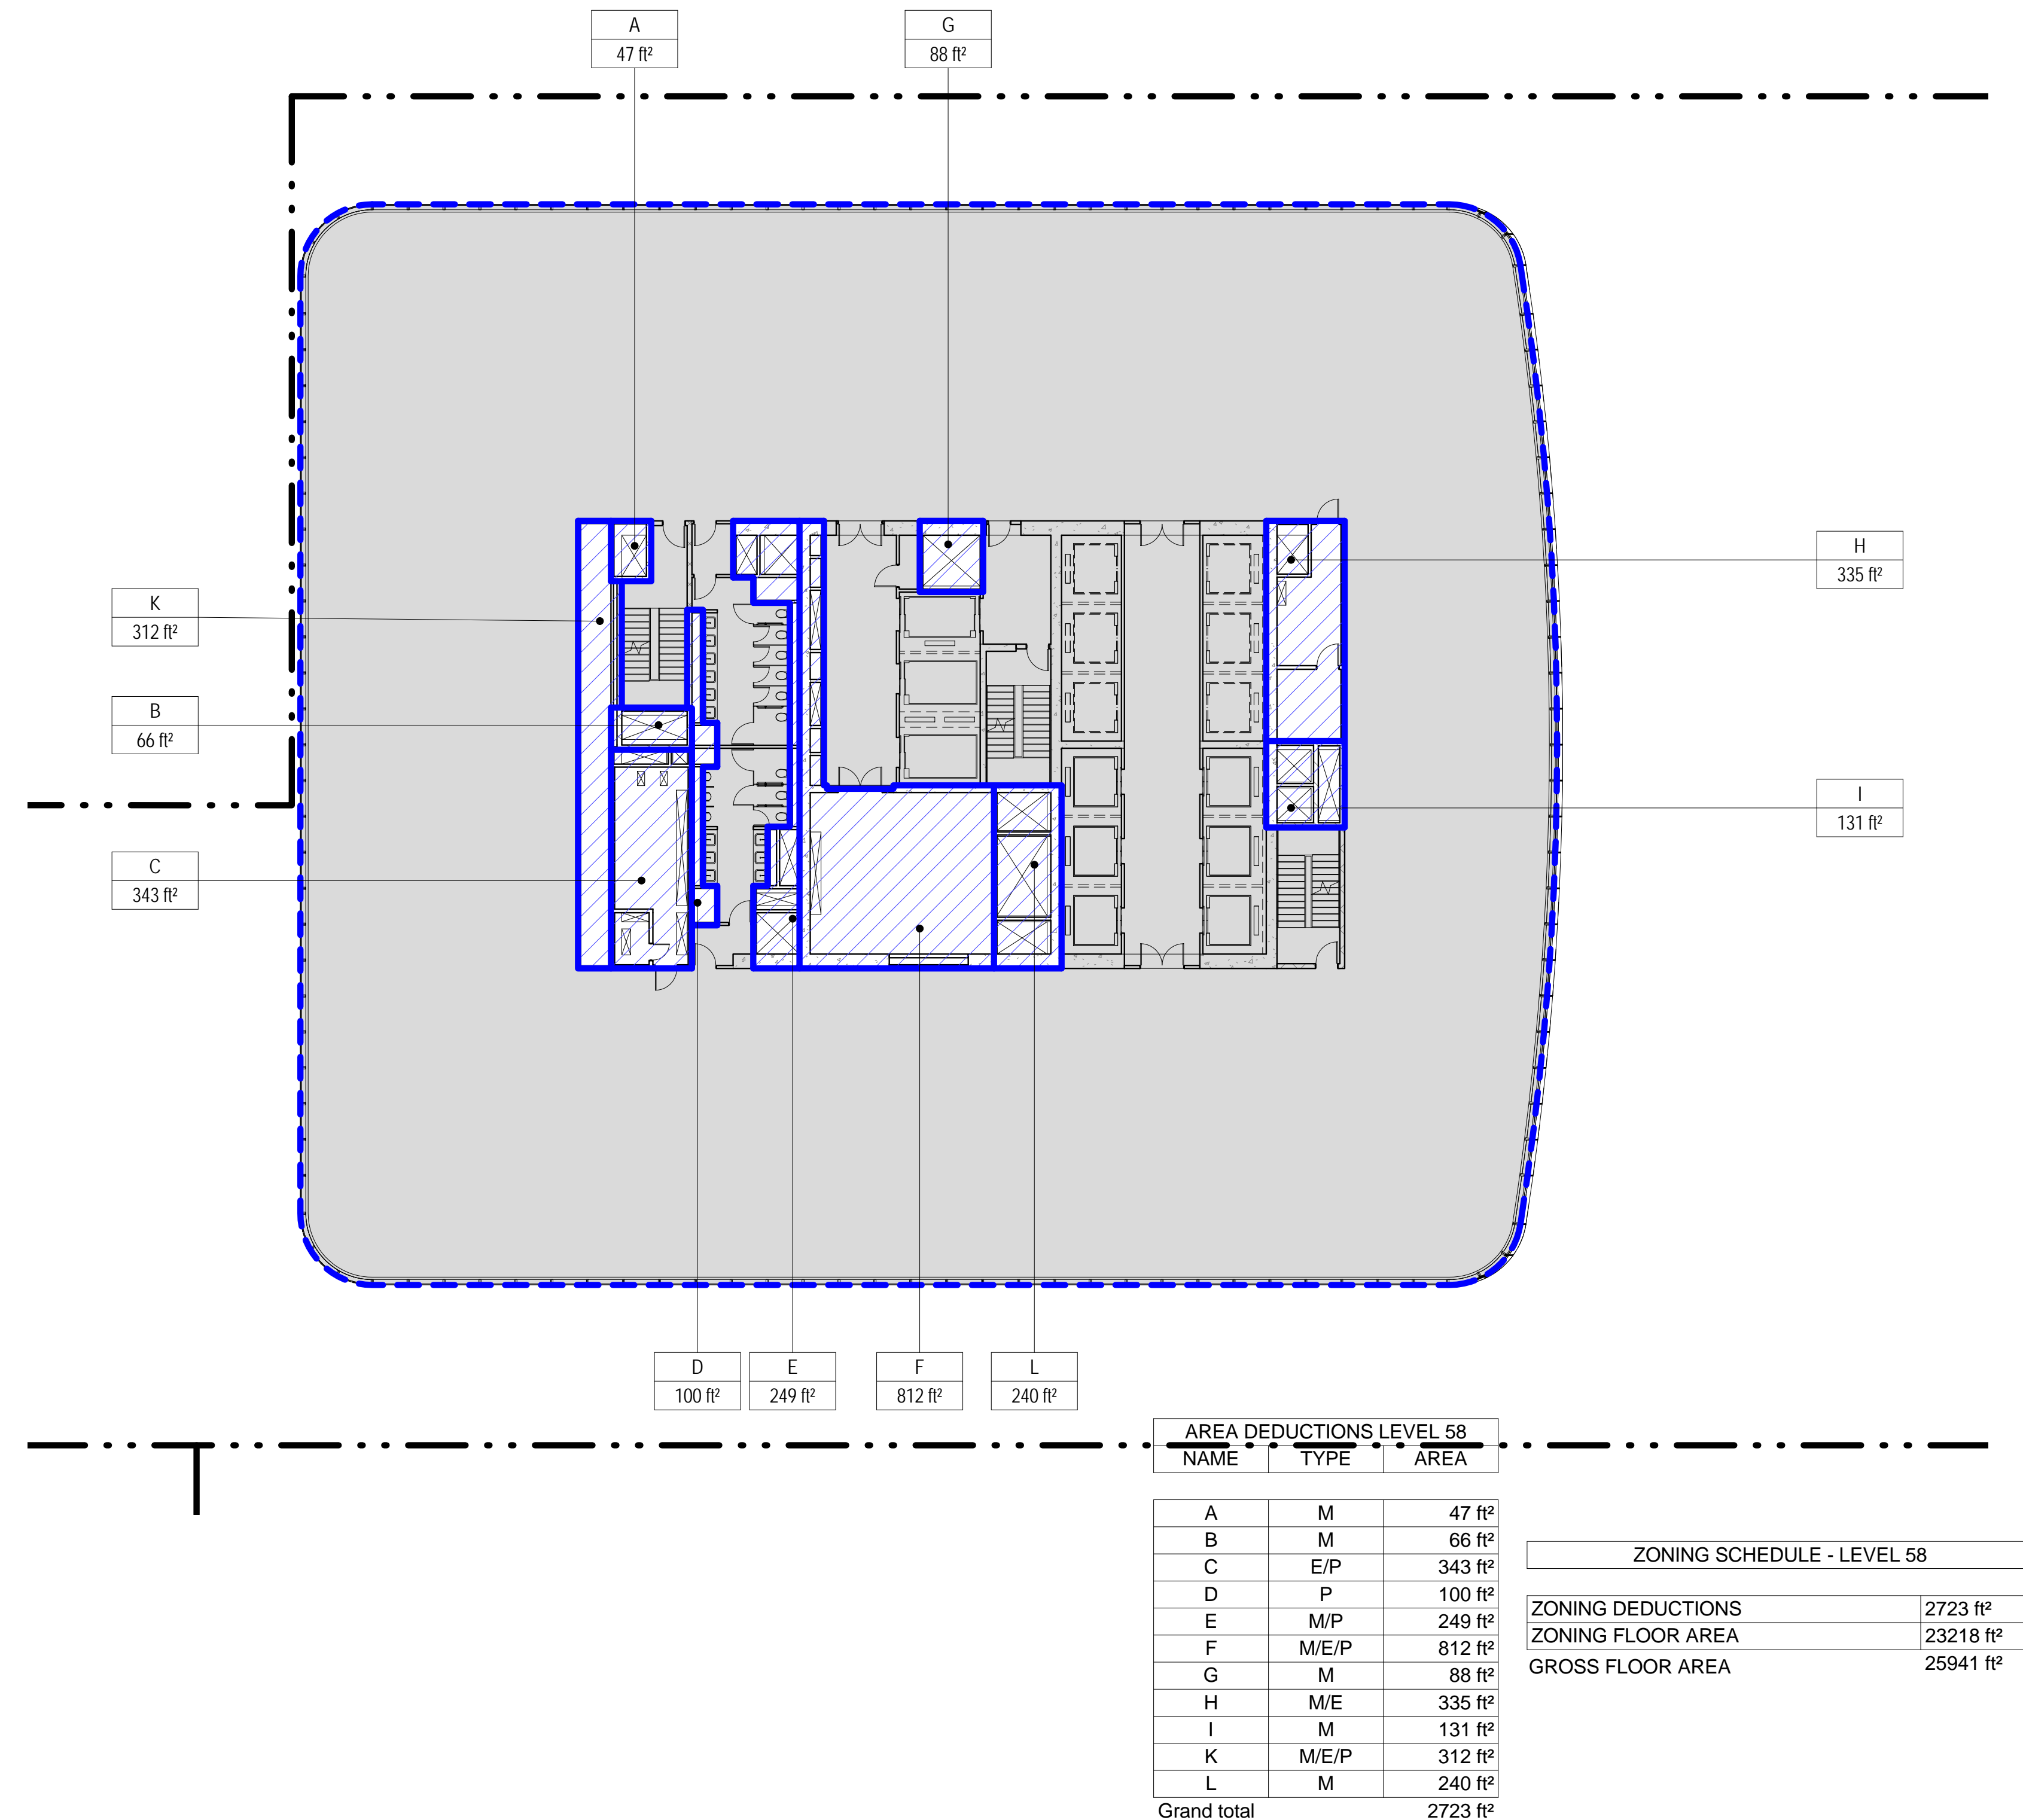 A
47 ft²
G
88 ft²
H
335 ft²
K
312 ft²
B
66 ft²
I
131 ft²
C
343 ft²
D
100 ft²
E
249 ft²
F
812 ft²
L
240 ft²
AREA DEDUCTIONS LEVEL 58
NAME TYPE AREA
A M 47 ft²
B M 66 ft²
C E/P 343 ft²
D P 100 ft²
E M/P 249 ft²
F M/E/P 812 ft²
G M 88 ft²
H M/E 335 ft²
I M 131 ft²
K M/E/P 312 ft²
L M 240 ft²
Grand total 2723 ft²
ZONING SCHEDULE - LEVEL 58
ZONING DEDUCTIONS 2723 ft²
ZONING FLOOR AREA 23218 ft²
GROSS FLOOR AREA 25941 ft²